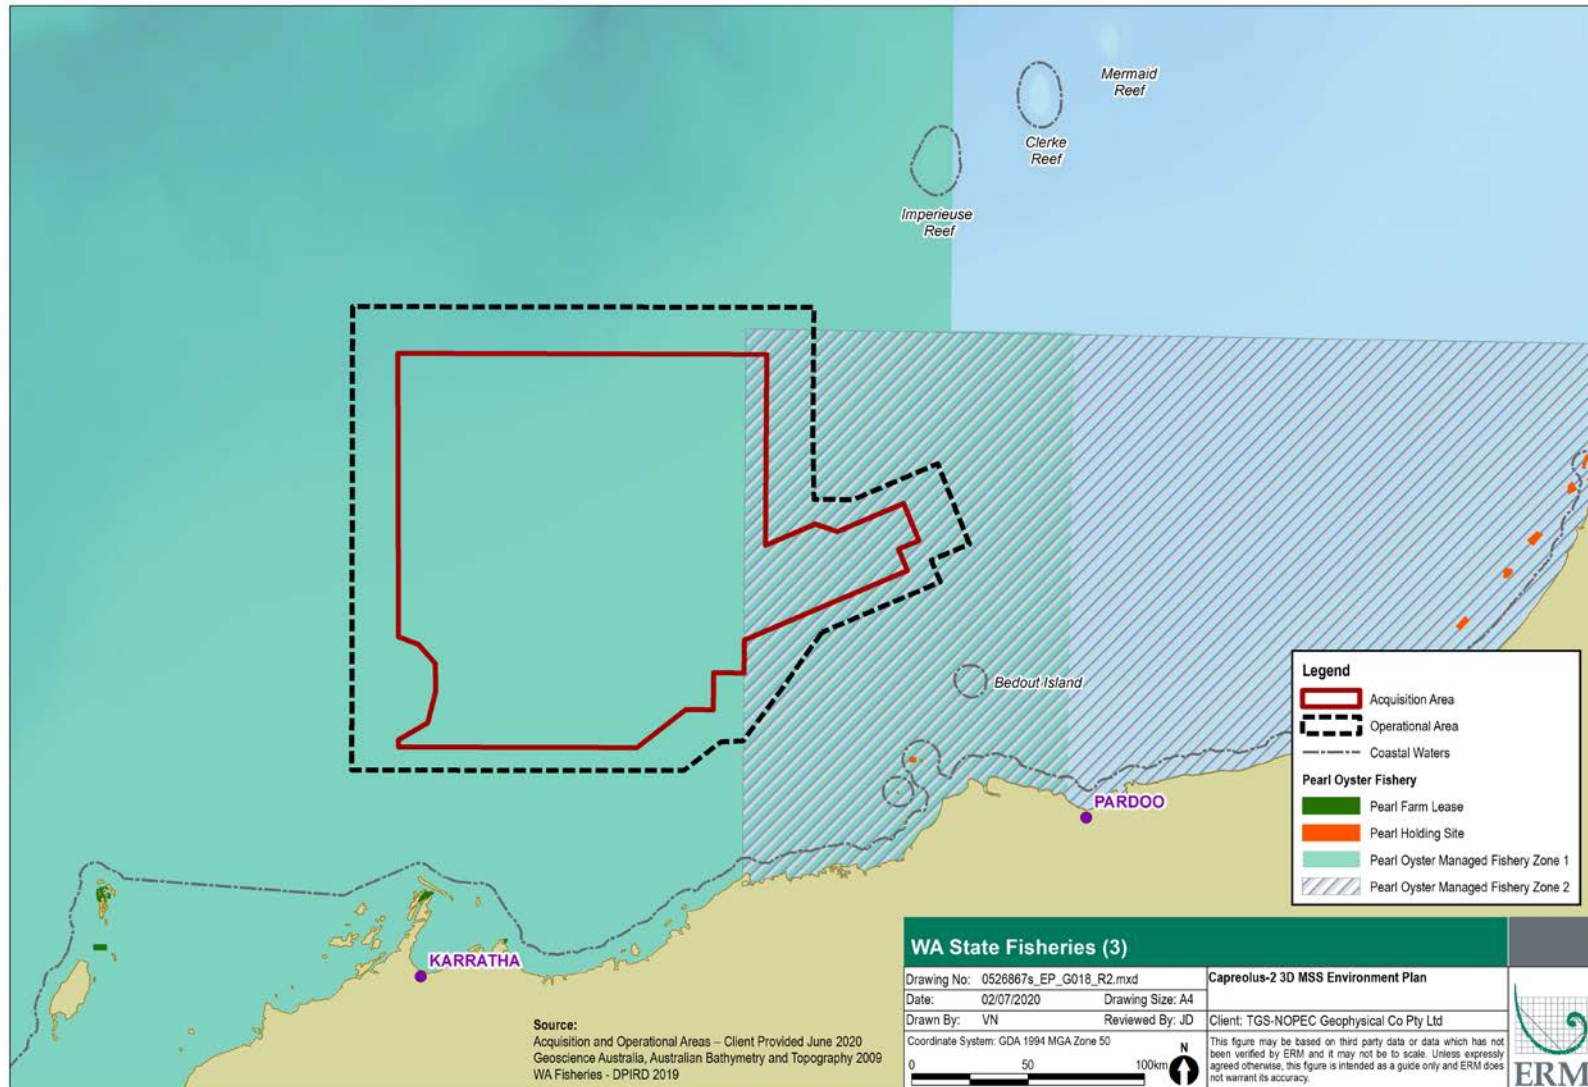 Mermaid
Reef
Clerke
Reef
Imperieuse
Reef
Bedout Island
PARDOO
KARRATHA
Legend
Acquisition Area
Operational Area
Coastal Waters
Pearl Oyster Fishery
Pearl Farm Lease
Pearl Holding Site
Pearl Oyster Managed Fishery Zone 1
Pearl Oyster Managed Fishery Zone 2
Source:
Acquisition and Operational Areas – Client Provided June 2020
Geoscience Australia, Australian Bathymetry and Topography 2009
WA Fisheries - DPIRD 2019
WA State Fisheries (3)
Drawing No: 0526867s_EP_G018_R2.mxd
Date: 02/07/2020 Drawing Size: A4
Drawn By: VN Reviewed By: JD
Coordinate System: GDA 1994 MGA Zone 50
0 50 100km N
Capreolus-2 3D MSS Environment Plan
Client: TGS-NOPEC Geophysical Co Pty Ltd
This figure may be based on third party data or data which has not
been verified by ERM and it may not be to scale. Unless expressly
agreed otherwise, this figure is intended as a guide only and ERM does
not warrant its accuracy.
ERM